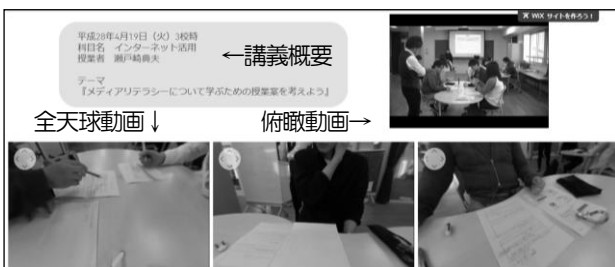 WiX サイトを作ろう!
平成28年4月19日（火）3校時
科目名　インターネット活用
授業者　瀬戸崎典夫
テーマ
『メディアリテラシーについて学ぶための授業案を考えよう』
←講義概要
全天球動画↓
俯瞰動画→